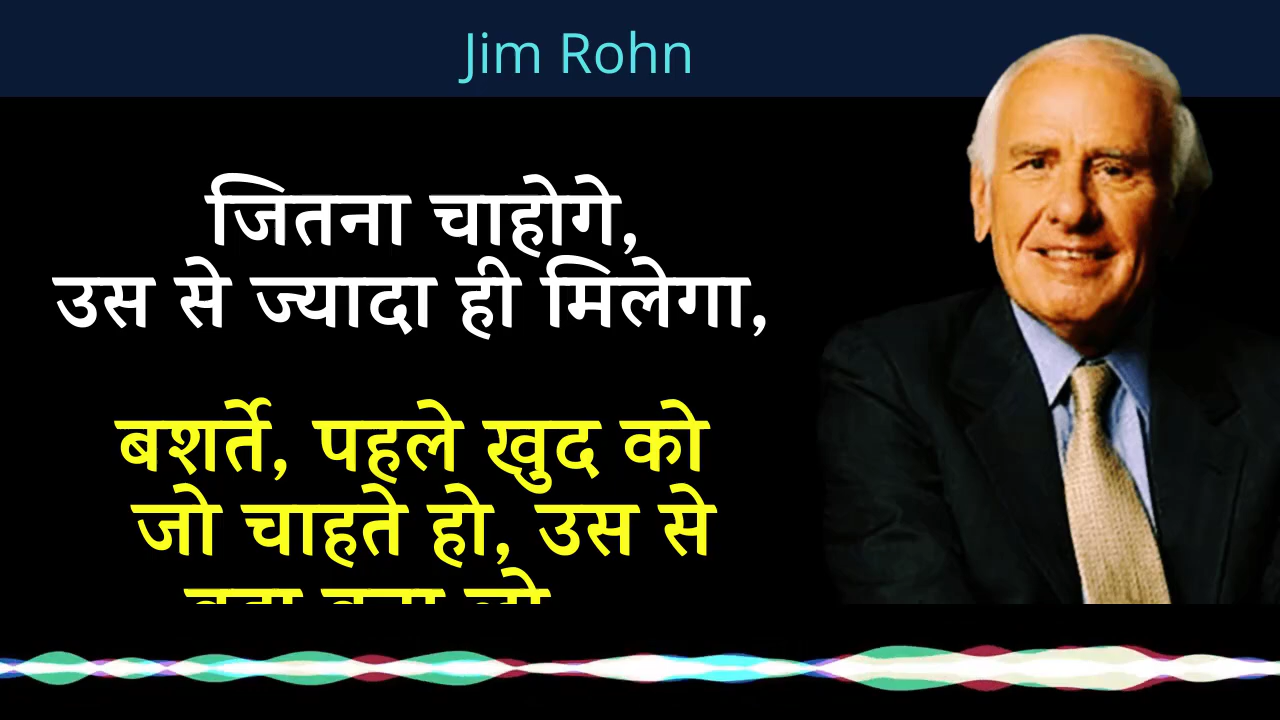 Jim Rohn
जितना चाहोगे,
उस से ज्यादा ही मिलेगा,
बशर्ते, पहले खुद को
जो चाहते हो, उस से